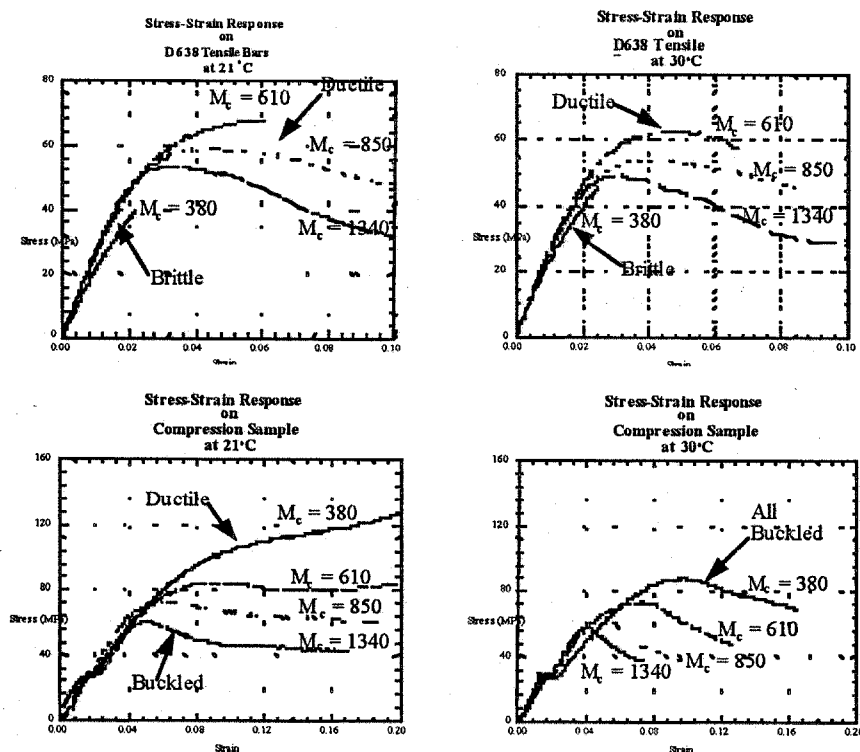 Stress-Strain Response
on
D638 Tensile Bars
at 21°C
80
60
40
20
0
Stress (MPa)
0.00 0.02 0.04 0.06 0.08 0.10
Strain
Mc = 610
Ductile
Mc = 850
Mc = 380
Mc = 1340
Brittle
Stress-Strain Response
on
D638 Tensile
at 30°C
80
60
40
20
0
Stress (MPa)
0.00 0.02 0.04 0.06 0.08 0.10
Strain
Ductile
Mc = 610
Mc = 850
Mc = 380
Mc = 1340
Brittle
Stress-Strain Response
on
Compression Sample
at 21°C
160
120
80
40
0
Stress (MPa)
0.00 0.04 0.08 0.12 0.16 0.20
Strain
Ductile
Mc = 380
Mc = 610
Mc = 850
Mc = 1340
Buckled
Stress-Strain Response
on
Compression Sample
at 30°C
160
120
80
40
0
Stress (MPa)
0.00 0.04 0.08 0.12 0.16 0.20
Strain
All
Buckled
Mc = 380
Mc = 610
Mc = 850
Mc = 1340